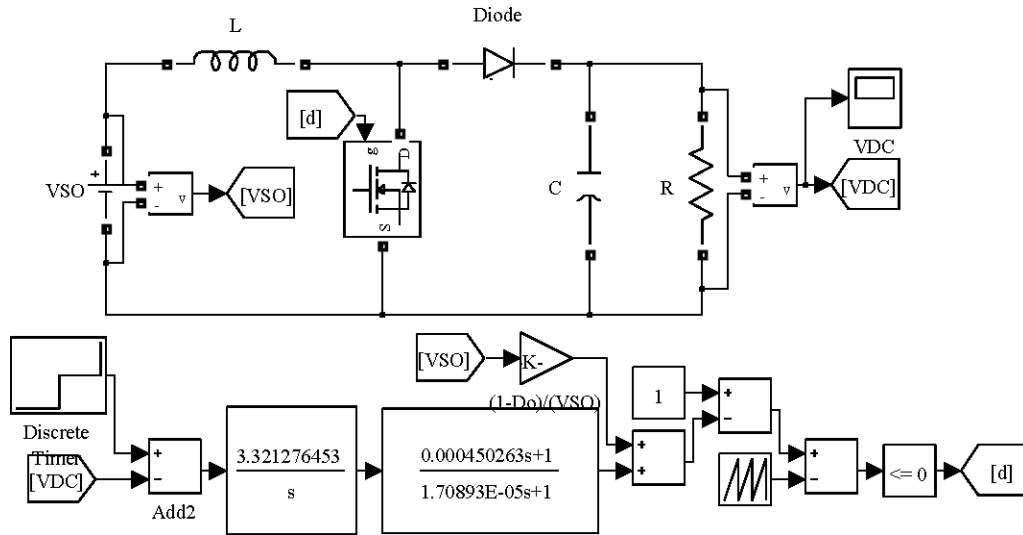 Diode
L
[d]
g
D
S
VSO
+
+
-
v
[VSO]
C
R
+
-
v
VDC
[VDC]
[VSO]
-K-
(1-Do)/(VSO)
1
+
−
Discrete
Timer
[VDC]
+
−
Add2
3.321276453
s
0.000450263s+1
1.70893E-05s+1
+
+
+
−
<= 0
[d]